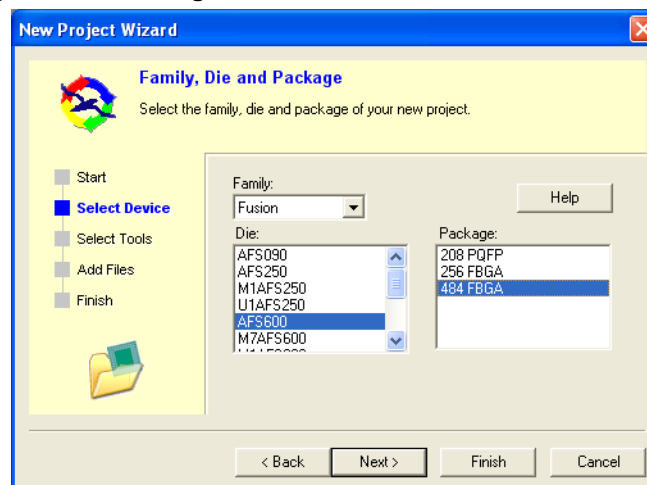 New Project Wizard
Family, Die and Package
Select the family, die and package of your new project.
Start
Select Device
Select Tools
Add Files
Finish
Family:
Fusion
Help
Die:
AFS090
AFS250
M1AFS250
U1AFS250
AFS600
M7AFS600
Package:
208 PQFP
256 FBGA
484 FBGA
< Back
Next >
Finish
Cancel